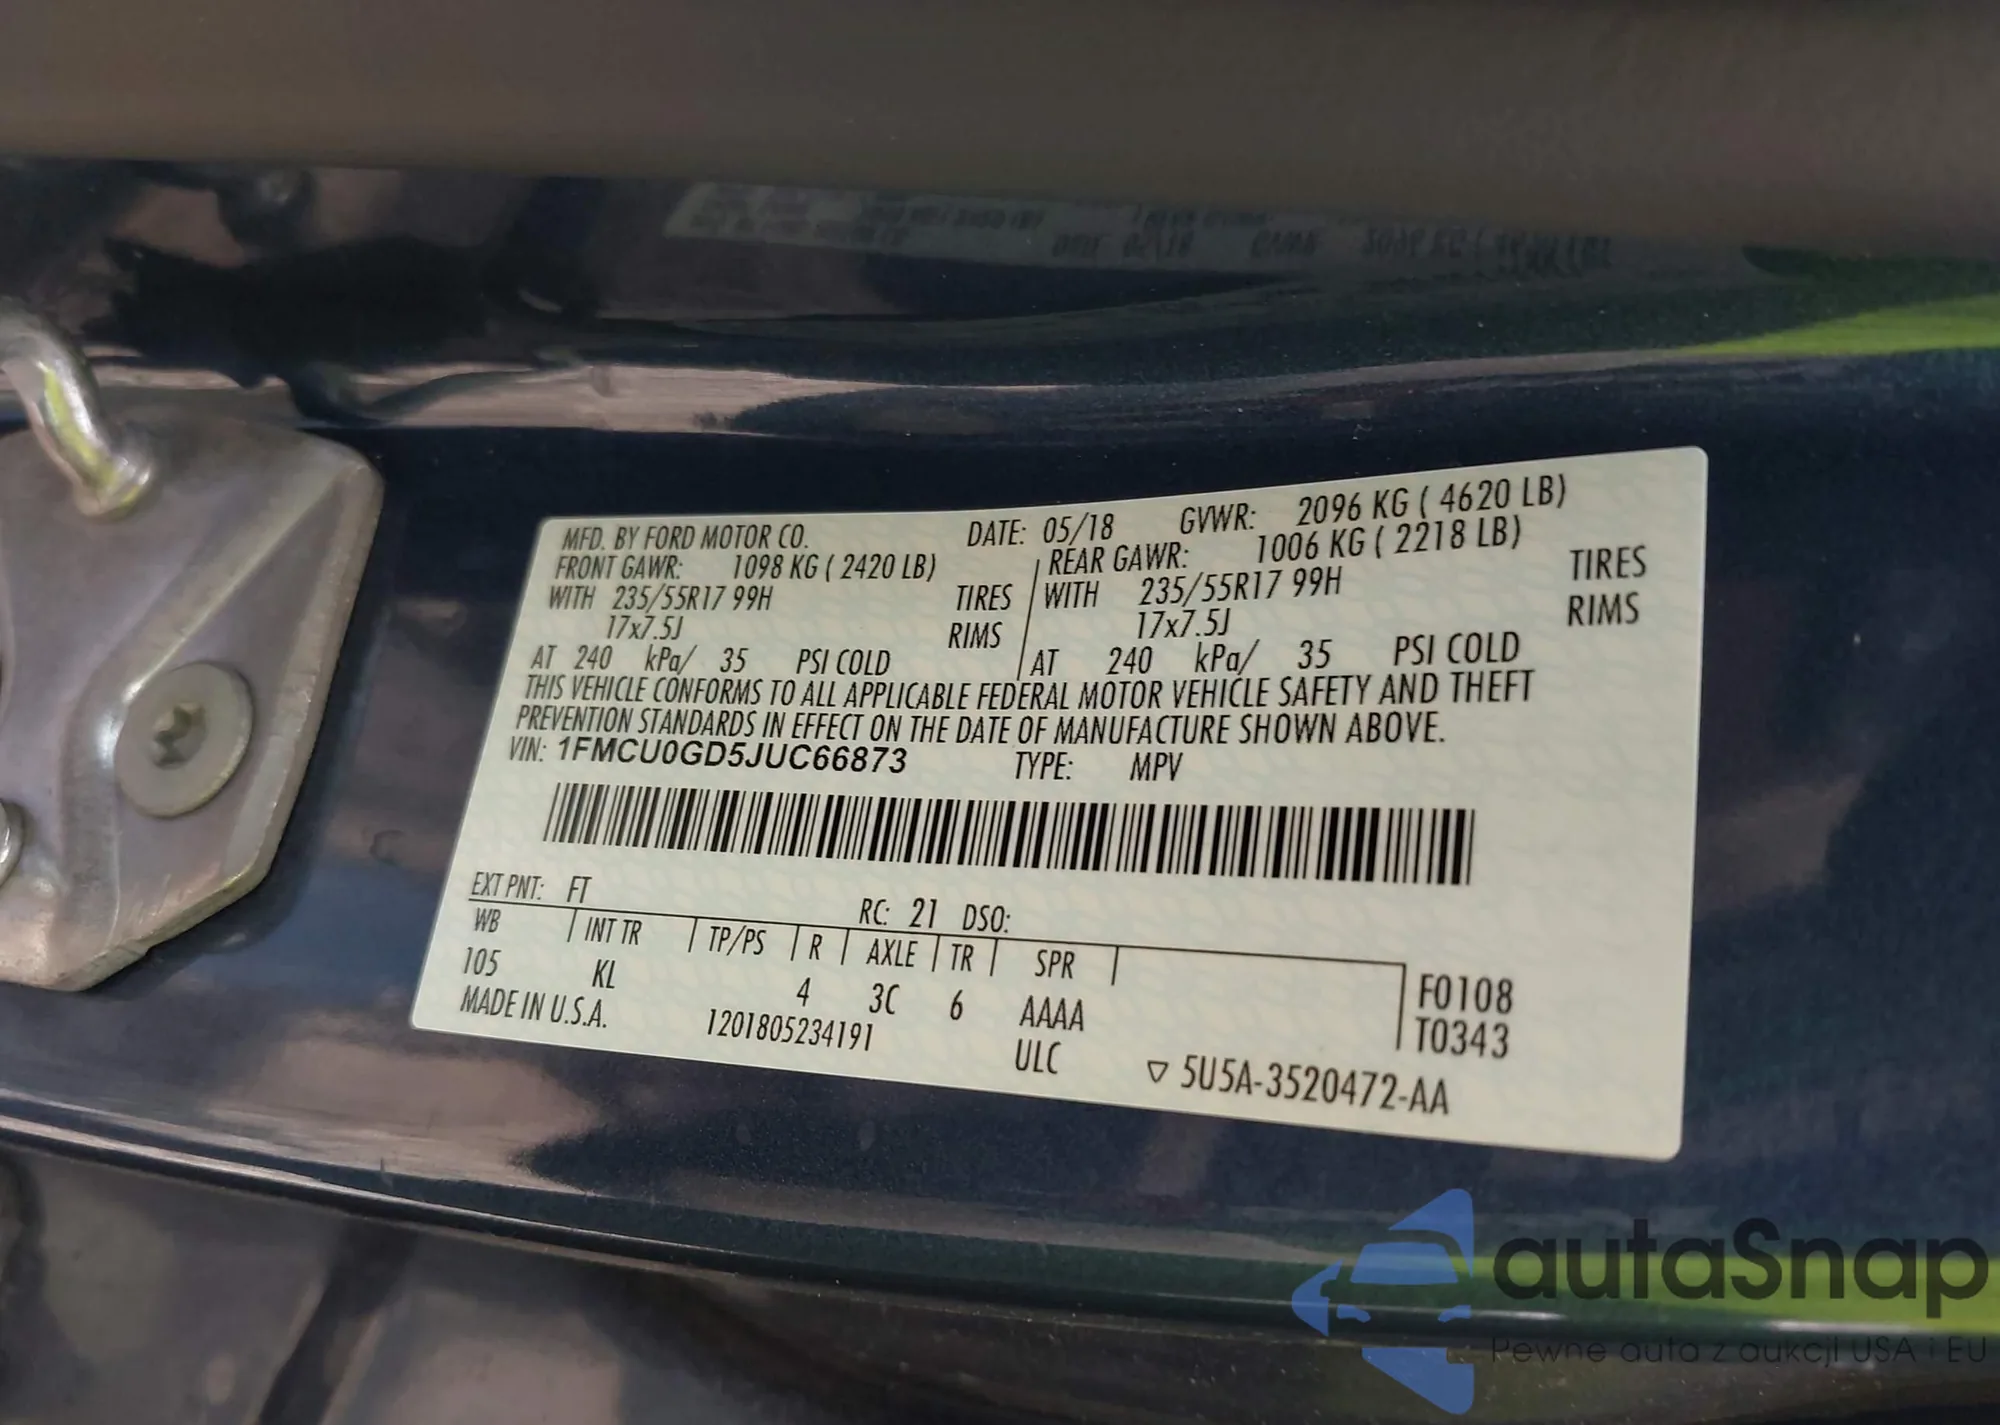 MFD. BY FORD MOTOR CO. DATE: 05/18 GVWR: 2096 KG ( 4620 LB)
FRONT GAWR: 1098 KG ( 2420 LB) REAR GAWR: 1006 KG ( 2218 LB)
WITH 235/55R17 99H TIRES WITH 235/55R17 99H TIRES
17x7.5J RIMS 17x7.5J RIMS
AT 240 kPa/ 35 PSI COLD AT 240 kPa/ 35 PSI COLD
THIS VEHICLE CONFORMS TO ALL APPLICABLE FEDERAL MOTOR VEHICLE SAFETY AND THEFT
PREVENTION STANDARDS IN EFFECT ON THE DATE OF MANUFACTURE SHOWN ABOVE.
VIN: 1FMCU0GD5JUC66873 TYPE: MPV
EXT PNT: FT RC: 21 DSO:
WB INT TR TP/PS R AXLE TR SPR
105 KL 4 3C 6 AAAA F0108
T0343
MADE IN U.S.A. 1201805234191 ULC ▽ 5U5A-3520472-AA
autaSnap
Pewne auta z aukcji USA i EU